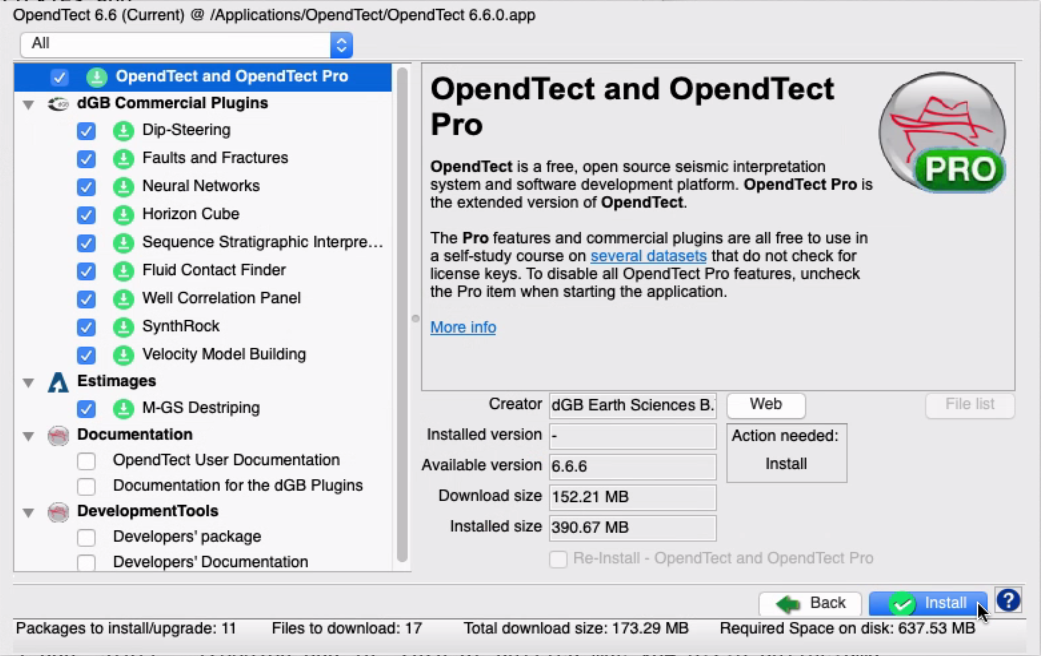 OpendTect 6.6 (Current) @ /Applications/OpendTect/OpendTect 6.6.0.app
All
OpendTect and OpendTect Pro
dGB Commercial Plugins
Dip-Steering
Faults and Fractures
Neural Networks
Horizon Cube
Sequence Stratigraphic Interpre...
Fluid Contact Finder
Well Correlation Panel
SynthRock
Velocity Model Building
Estimages
M-GS Destriping
Documentation
OpendTect User Documentation
Documentation for the dGB Plugins
DevelopmentTools
Developers' package
Developers' Documentation
OpendTect and OpendTect
Pro
PRO
OpendTect is a free, open source seismic interpretation
system and software development platform. OpendTect Pro is
the extended version of OpendTect.
The Pro features and commercial plugins are all free to use in
a self-study course on several datasets that do not check for
license keys. To disable all OpendTect Pro features, uncheck
the Pro item when starting the application.
More info
Creator dGB Earth Sciences B. Web File list
Installed version -
Action needed:
Install
Available version 6.6.6
Download size 152.21 MB
Installed size 390.67 MB
Re-Install - OpendTect and OpendTect Pro
Back Install ?
Packages to install/upgrade: 11 Files to download: 17 Total download size: 173.29 MB Required Space on disk: 637.53 MB